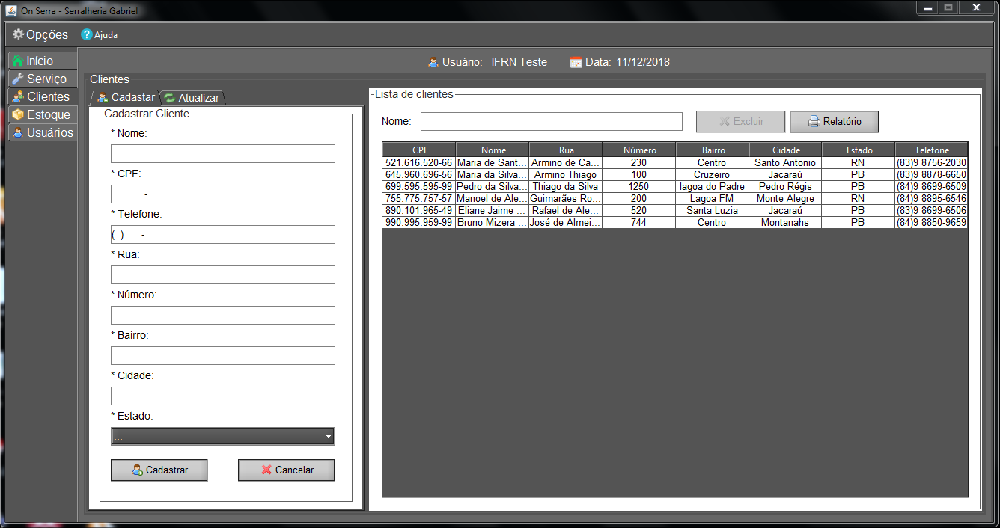 On Serra - Serralheria Gabriel
Opções Ajuda
Início
Serviço
Clientes
Estoque
Usuários
Usuário: IFRN Teste Data: 11/12/2018
Clientes
Cadastar Atualizar
Cadastrar Cliente
* Nome:
* CPF:
. . -
* Telefone:
( ) -
* Rua:
* Número:
* Bairro:
* Cidade:
* Estado:
...
Cadastrar Cancelar
Lista de clientes
Nome: Excluir Relatório
CPF Nome Rua Número Bairro Cidade Estado Telefone
521.616.520-66 Maria de Sant... Armino de Ca... 230 Centro Santo Antonio RN (83)9 8756-2030
645.960.696-56 Maria da Silva... Armino Thiago 100 Cruzeiro Jacaraú PB (83)9 8878-6650
699.595.595-99 Pedro da Silva... Thiago da Silva 1250 lagoa do Padre Pedro Régis PB (84)9 8699-6509
755.775.757-57 Manoel de Ale... Guimarães Ro... 200 Lagoa FM Monte Alegre RN (84)9 8895-6546
890.101.965-49 Eliane Jaime ... Rafael de Ale... 520 Santa Luzia Jacaraú PB (83)9 8699-6506
990.995.959-99 Bruno Mizera ... José de Almei... 744 Centro Montanahs PB (84)9 8850-9659